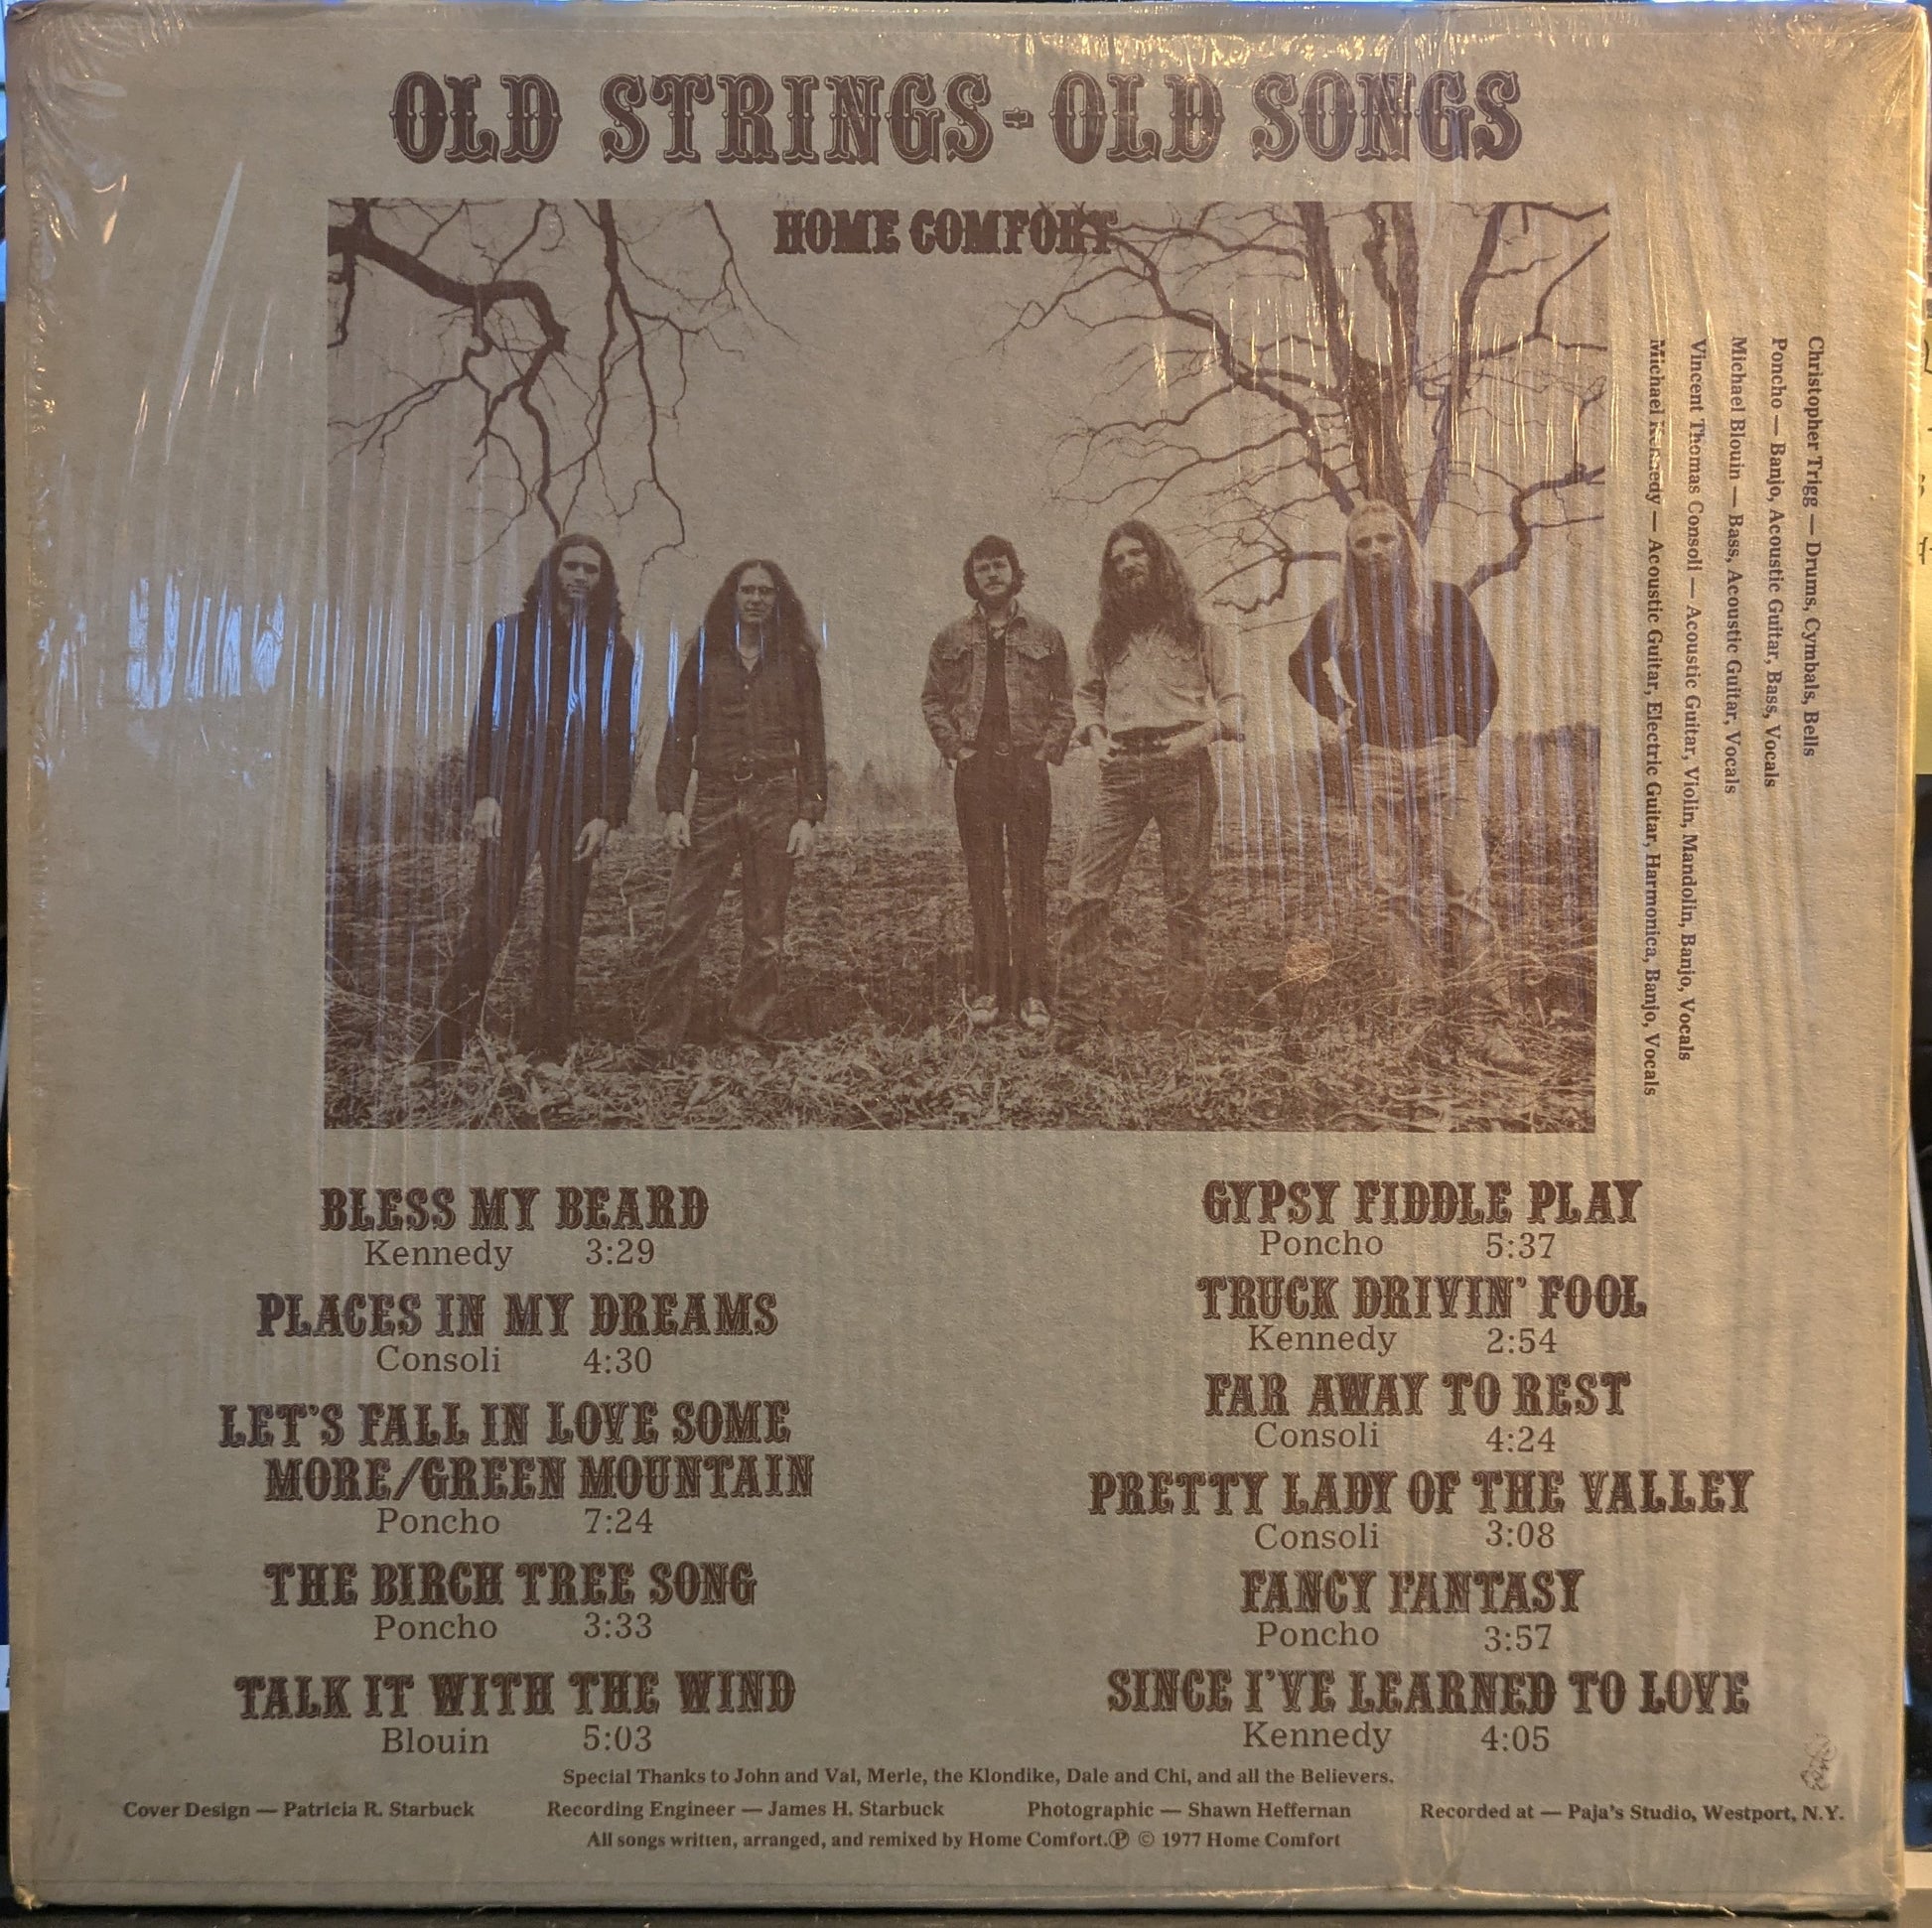 OLD STRINGS-OLD SONGS
HOME COMFORT
Christopher Trigg — Drums, Cymbals, Bells
Poncho — Banjo, Acoustic Guitar, Bass, Vocals
Michael Blouin — Bass, Acoustic Guitar, Vocals
Vincent Thomas Consoli — Acoustic Guitar, Violin, Mandolin, Banjo, Vocals
Michael Kennedy — Acoustic Guitar, Electric Guitar, Harmonica, Banjo, Vocals
BLESS MY BEARD
Kennedy 3:29
PLACES IN MY DREAMS
Consoli 4:30
LET'S FALL IN LOVE SOME
MORE/GREEN MOUNTAIN
Poncho 7:24
THE BIRCH TREE SONG
Poncho 3:33
TALK IT WITH THE WIND
Blouin 5:03
GYPSY FIDDLE PLAY
Poncho 5:37
TRUCK DRIVIN' FOOL
Kennedy 2:54
FAR AWAY TO REST
Consoli 4:24
PRETTY LADY OF THE VALLEY
Consoli 3:08
FANCY FANTASY
Poncho 3:57
SINCE I'VE LEARNED TO LOVE
Kennedy 4:05
Special Thanks to John and Val, Merle, the Klondike, Dale and Chi, and all the Believers.
Cover Design — Patricia R. Starbuck Recording Engineer — James H. Starbuck Photographic — Shawn Heffernan Recorded at — Paja's Studio, Westport, N.Y.
All songs written, arranged, and remixed by Home Comfort.Ⓟ © 1977 Home Comfort